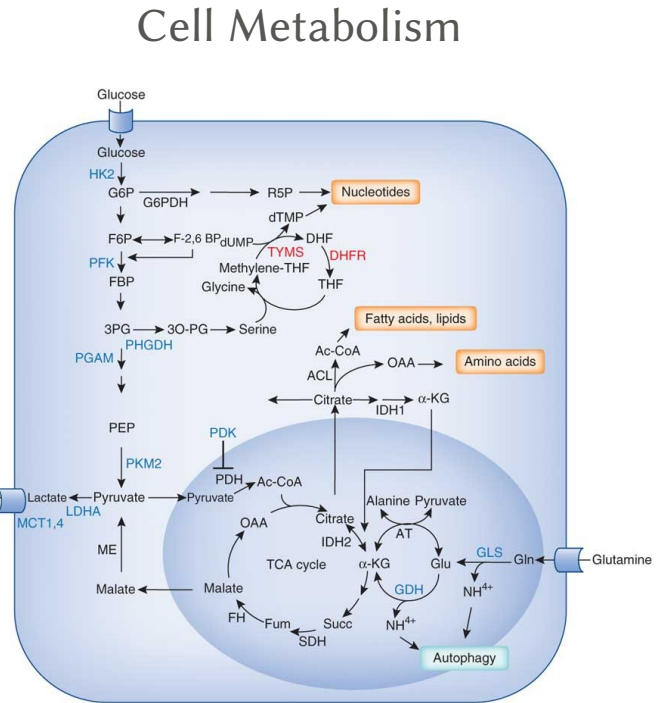 Cell Metabolism
Glucose
Glucose
HK2
G6P
G6PDH
R5P
Nucleotides
dTMP
F6P
F-2,6 BP
dUMP
DHF
TYMS
DHFR
PFK
Methylene-THF
FBP
Glycine
THF
3PG
3O-PG
Serine
PHGDH
PGAM
Fatty acids, lipids
Ac-CoA
OAA
Amino acids
ACL
Citrate
IDH1
α-KG
PEP
PDK
PKM2
PDH
Ac-CoA
Lactate
Pyruvate
Pyruvate
LDHA
MCT1,4
Alanine
Pyruvate
OAA
Citrate
AT
IDH2
ME
TCA cycle
α-KG
Glu
GLS
Gln
Glutamine
Malate
Malate
GDH
NH4+
FH
Fum
Succ
NH4+
SDH
Autophagy